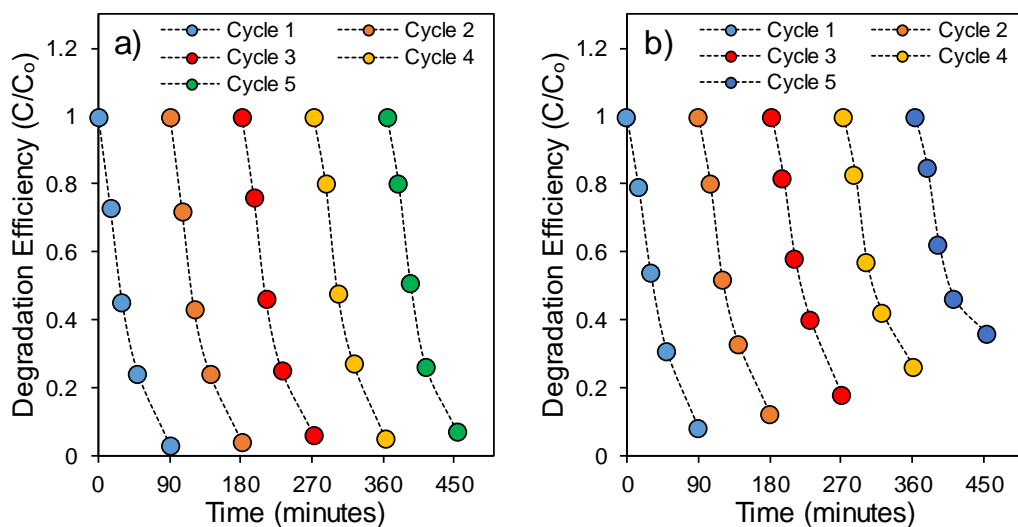 a)
Cycle 1 Cycle 2
Cycle 3 Cycle 4
Cycle 5
Degradation Efficiency (C/Co)
1.2
1
0.8
0.6
0.4
0.2
0
0 90 180 270 360 450
Time (minutes)
b)
Cycle 1 Cycle 2
Cycle 3 Cycle 4
Cycle 5
Degradation Efficiency (C/Co)
1.2
1
0.8
0.6
0.4
0.2
0
0 90 180 270 360 450
Time (minutes)